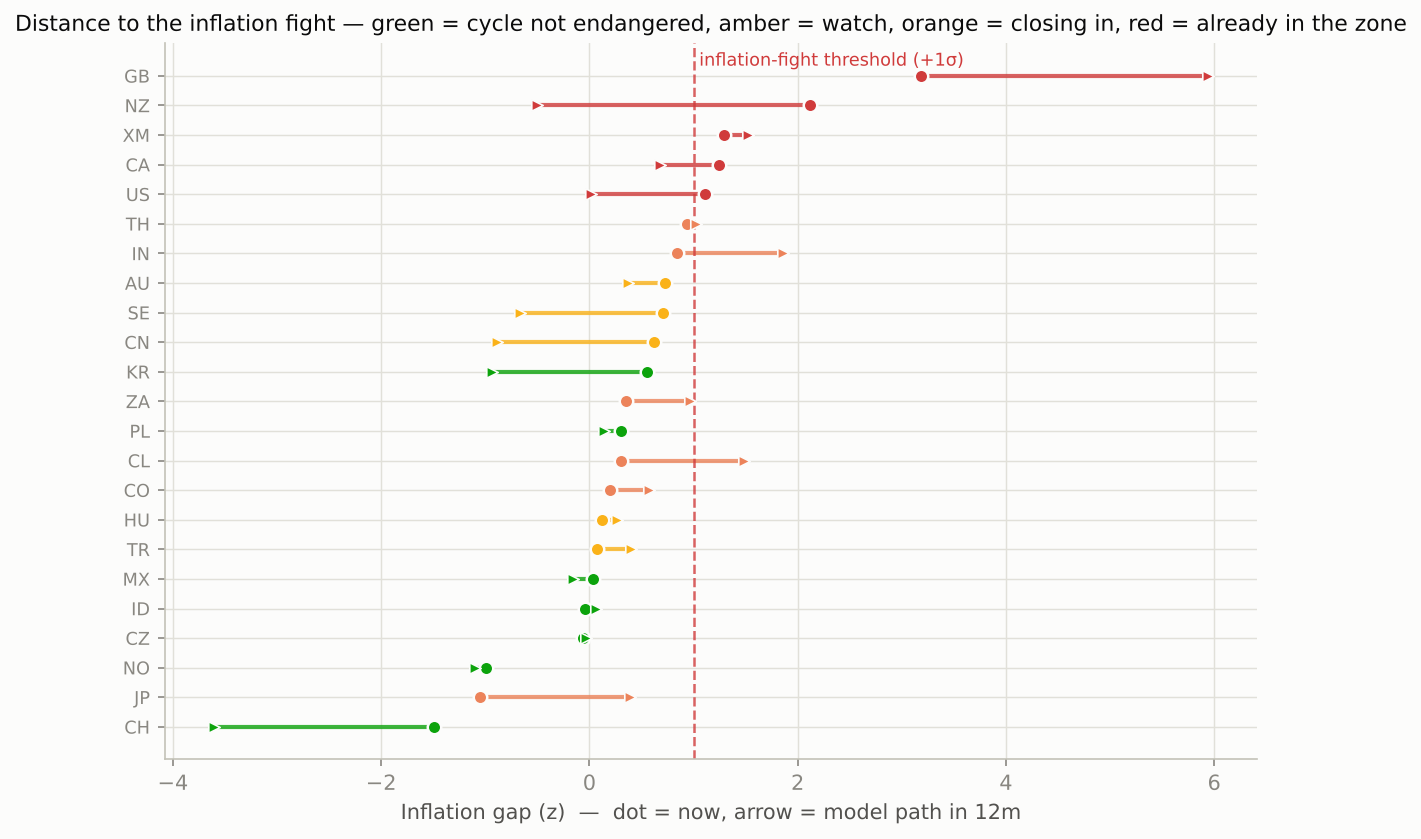 Distance to the inflation fight — green = cycle not endangered, amber = watch, orange = closing in, red = already in the zone
inflation-fight threshold (+1σ)
GB
NZ
XM
CA
US
TH
IN
AU
SE
CN
KR
ZA
PL
CL
CO
HU
TR
MX
ID
CZ
NO
JP
CH
−4 −2 0 2 4 6
Inflation gap (z) — dot = now, arrow = model path in 12m